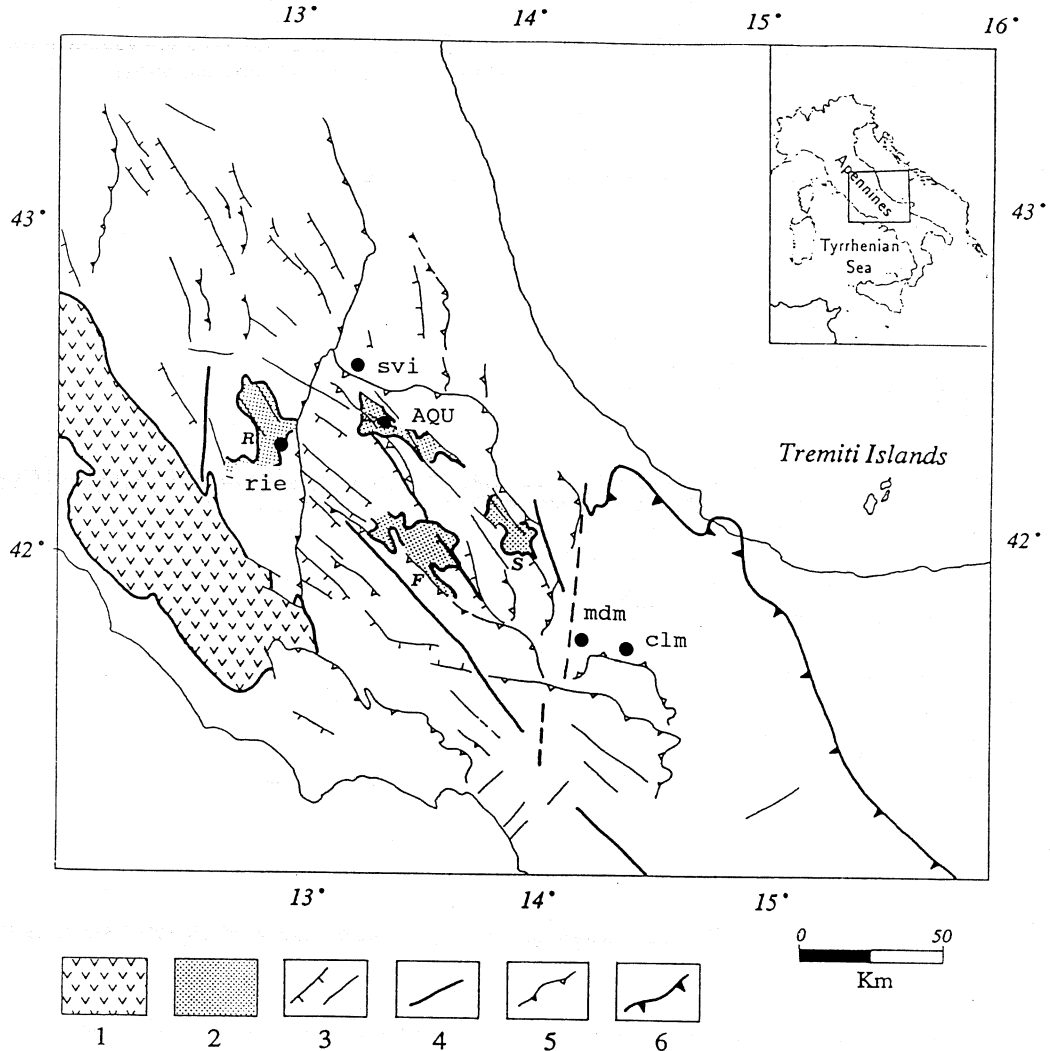 13° 14° 15° 16°
43° 43°
Apennines
Tyrrhenian
Sea
svi
AQU
R
rie
Tremiti Islands
42° 42°
F
S
mdm
clm
13° 14° 15°
0 50
Km
1 2 3 4 5 6